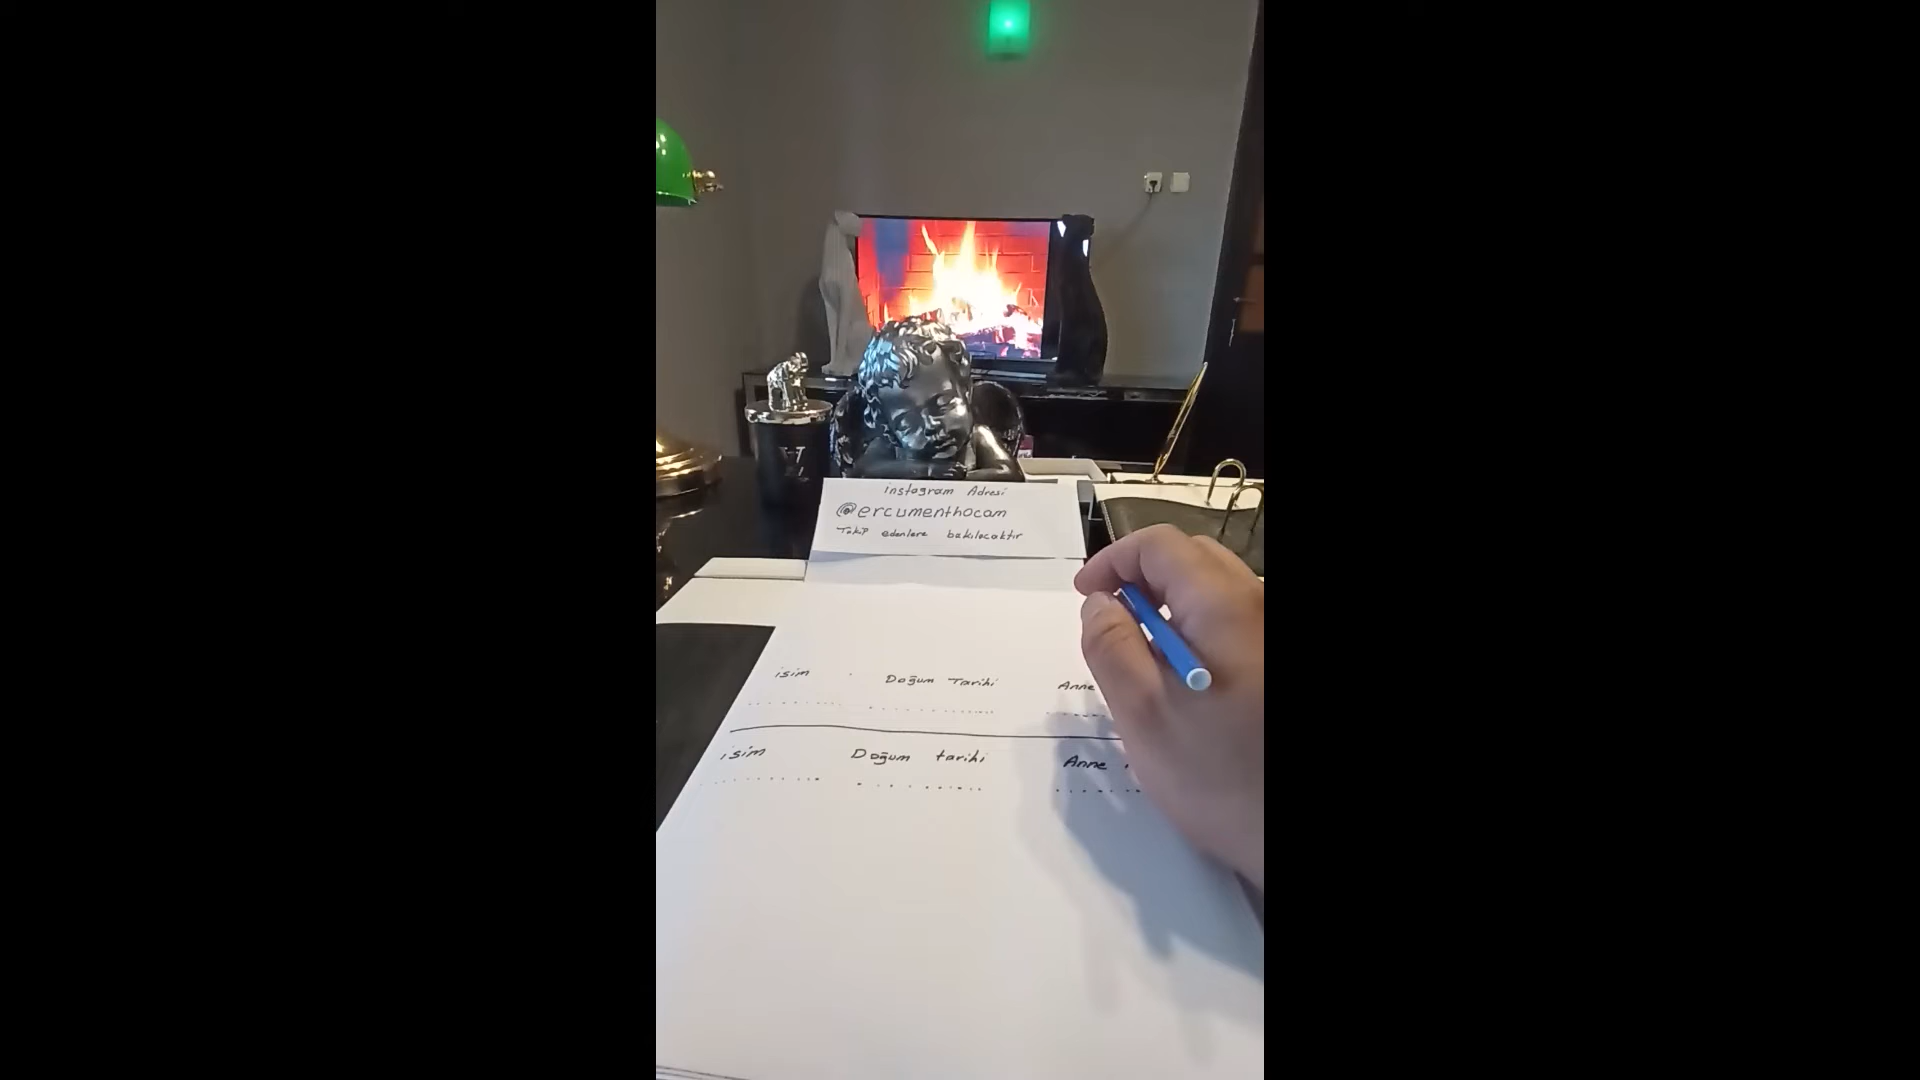 instagram Adresi
@ercumenthocam
Takip edenlere bakılacaktır
isim Doğum Tarihi Anne
isim Doğum tarihi Anne